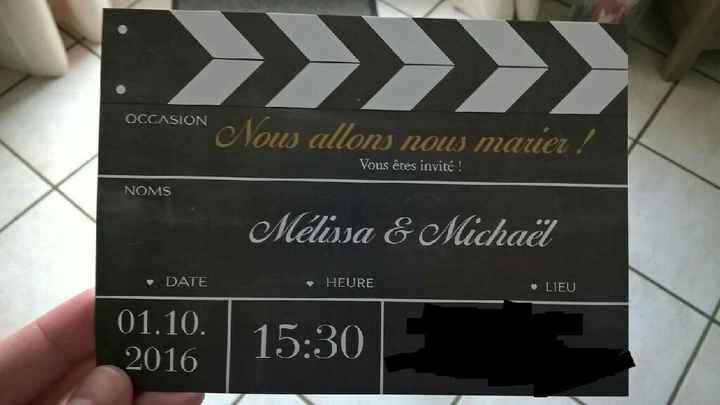 OCCASION
Nous allons nous marier !
Vous êtes invité !
NOMS
Mélissa & Michaël
♥ DATE ♥ HEURE ♥ LIEU
01.10.
2016
15:30